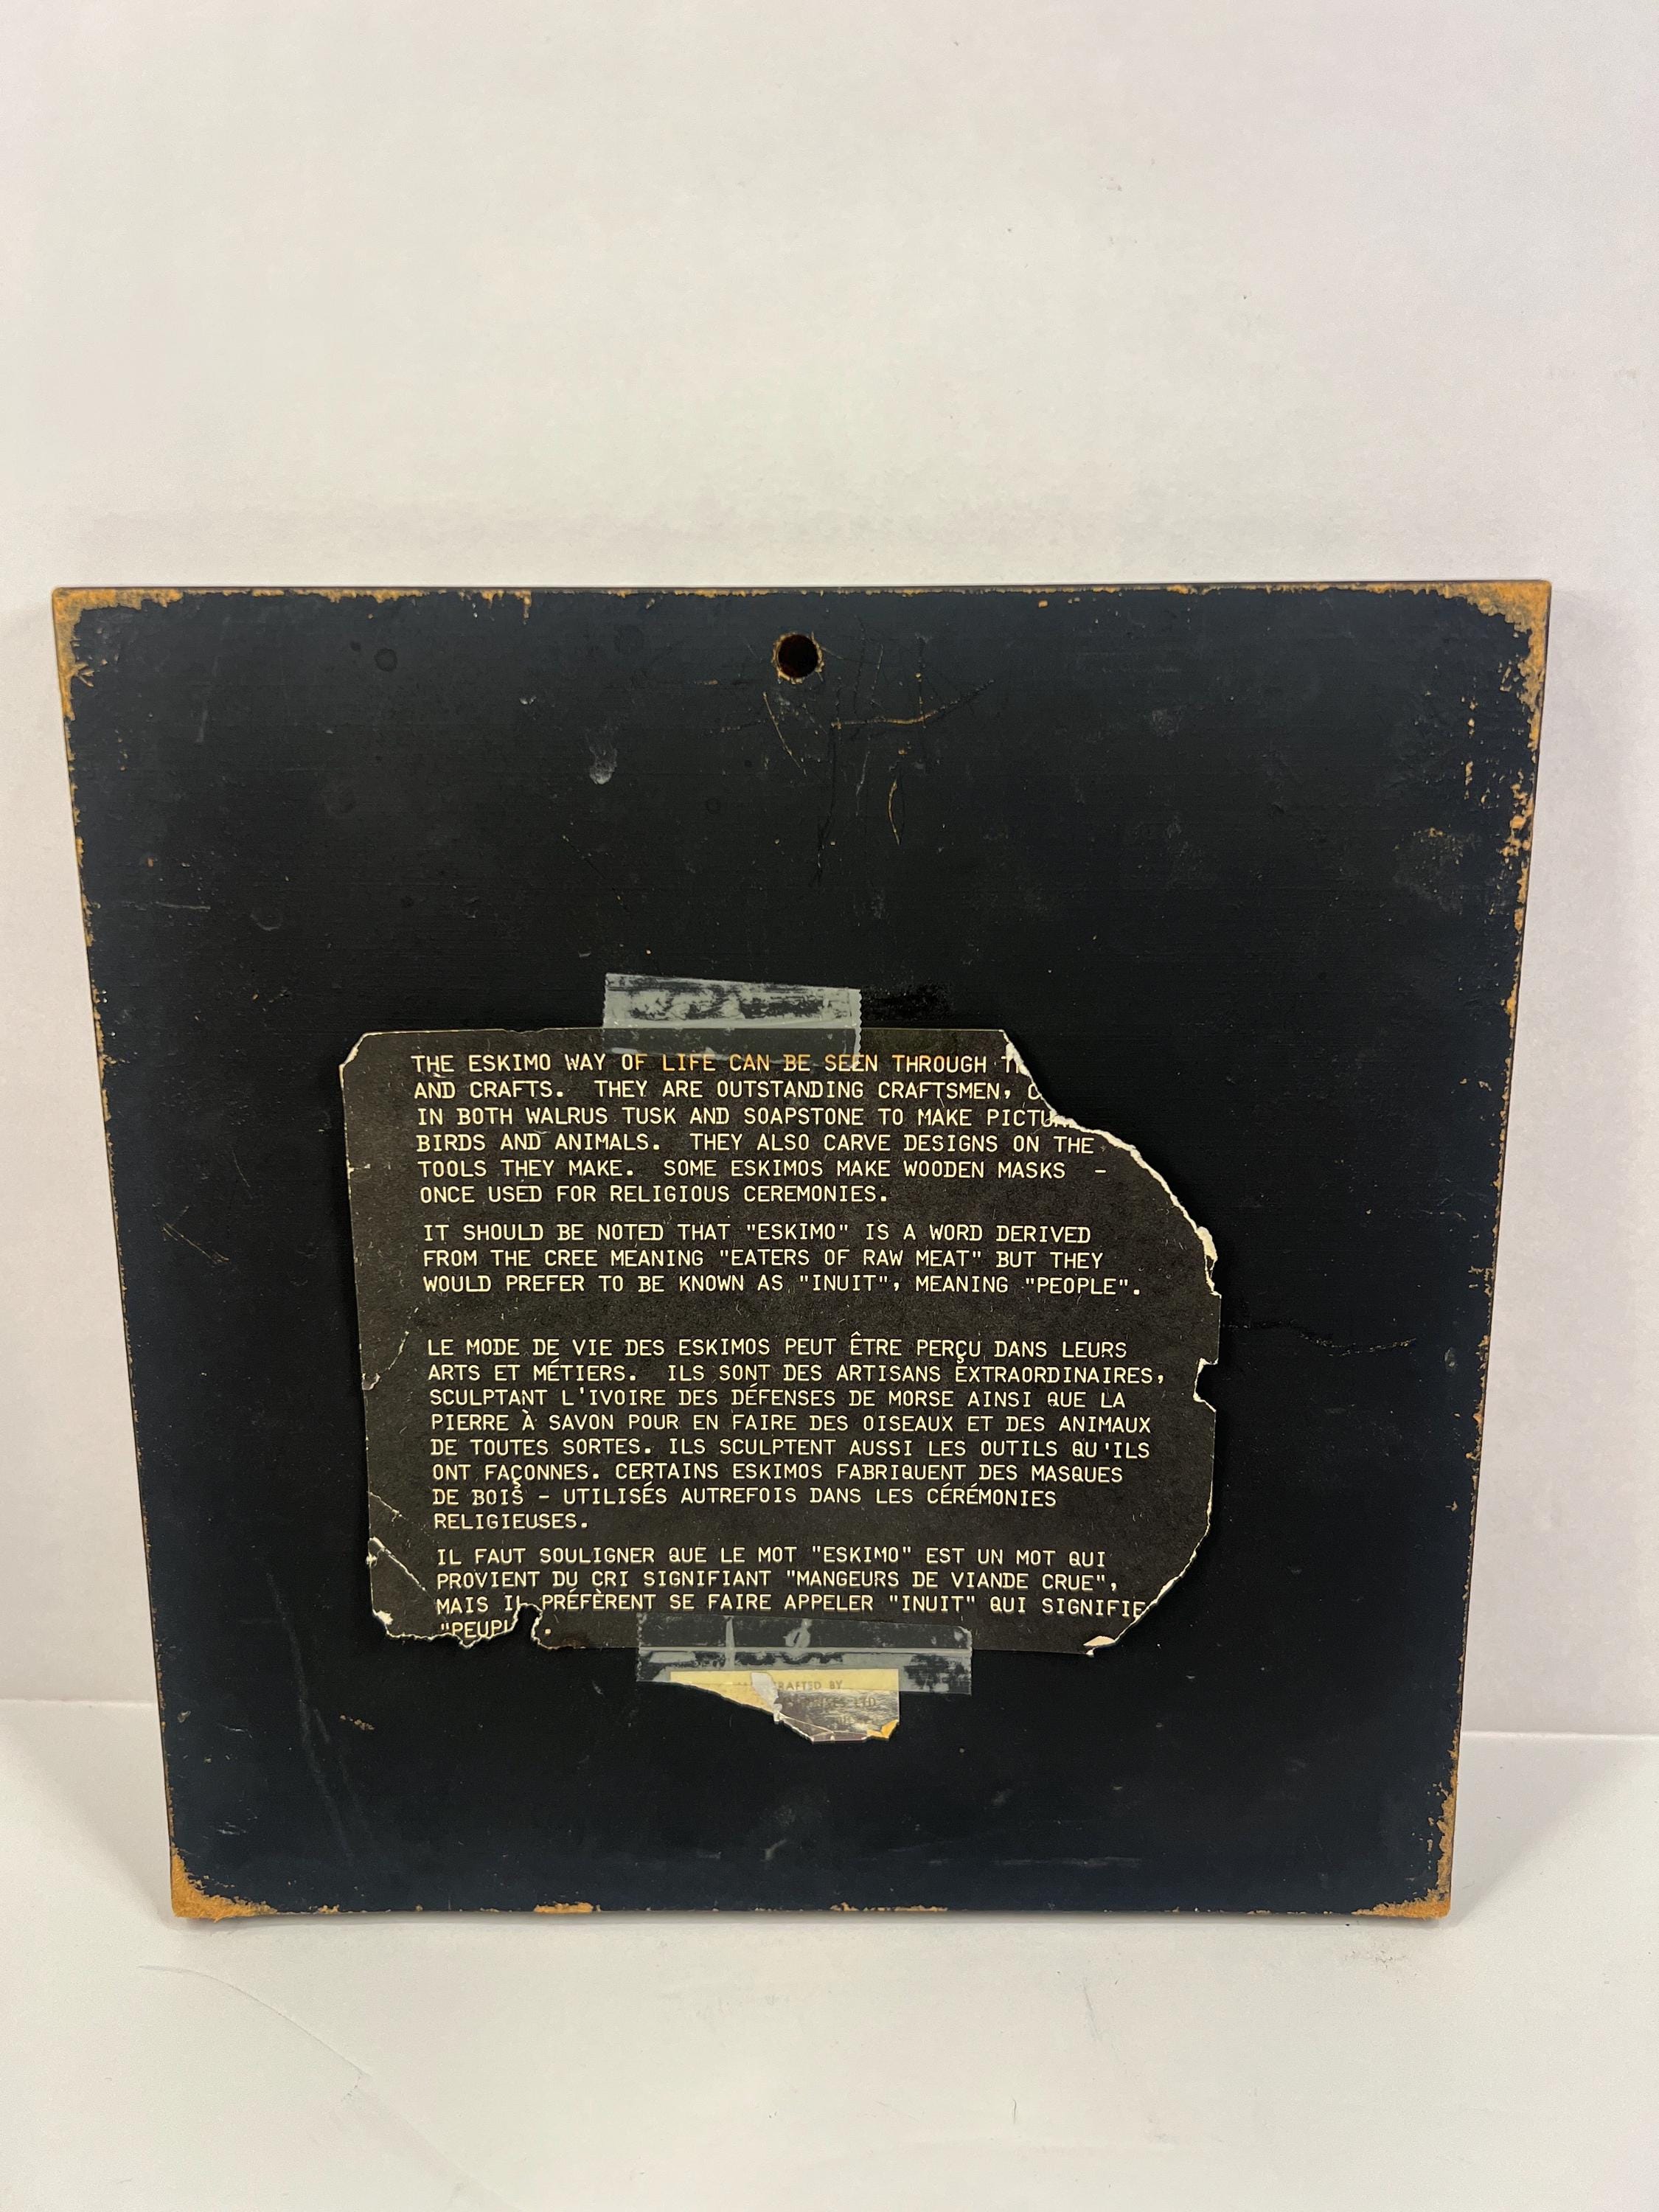 THE ESKIMO WAY OF LIFE CAN BE SEEN THROUGH
AND CRAFTS. THEY ARE OUTSTANDING CRAFTSMEN,
IN BOTH WALRUS TUSK AND SOAPSTONE TO MAKE
BIRDS AND ANIMALS. THEY ALSO CARVE DESIGNS ON THE
TOOLS THEY MAKE. SOME ESKIMOS MAKE WOODEN MASKS -
ONCE USED FOR RELIGIOUS CEREMONIES.
IT SHOULD BE NOTED THAT "ESKIMO" IS A WORD DERIVED
FROM THE CREE MEANING "EATERS OF RAW MEAT" BUT THEY
WOULD PREFER TO BE KNOWN AS "INUIT", MEANING "PEOPLE".
LE MODE DE VIE DES ESKIMOS PEUT ÊTRE PERÇU DANS LEURS
ARTS ET MÉTIERS. ILS SONT DES ARTISANS EXTRAORDINAIRES,
SCULPTANT L'IVOIRE DES DÉFENSES DE MORSE AINSI QUE LA
PIERRE À SAVON POUR EN FAIRE DES OISEAUX ET DES ANIMAUX
DE TOUTES SORTES. ILS SCULPTENT AUSSI LES OUTILS QU'ILS
ONT FAÇONNES. CERTAINS ESKIMOS FABRIQUENT DES MASQUES
DE BOIS - UTILISÉS AUTREFOIS DANS LES CÉRÉMONIES
RELIGIEUSES.
IL FAUT SOULIGNER QUE LE MOT "ESKIMO" EST UN MOT QUI
PROVIENT DU CRI SIGNIFIANT "MANGEURS DE VIANDE CRUE",
MAIS IL PRÉFÈRENT SE FAIRE APPELER "INUIT" QUI SIGNIFIE
BY
LTD.